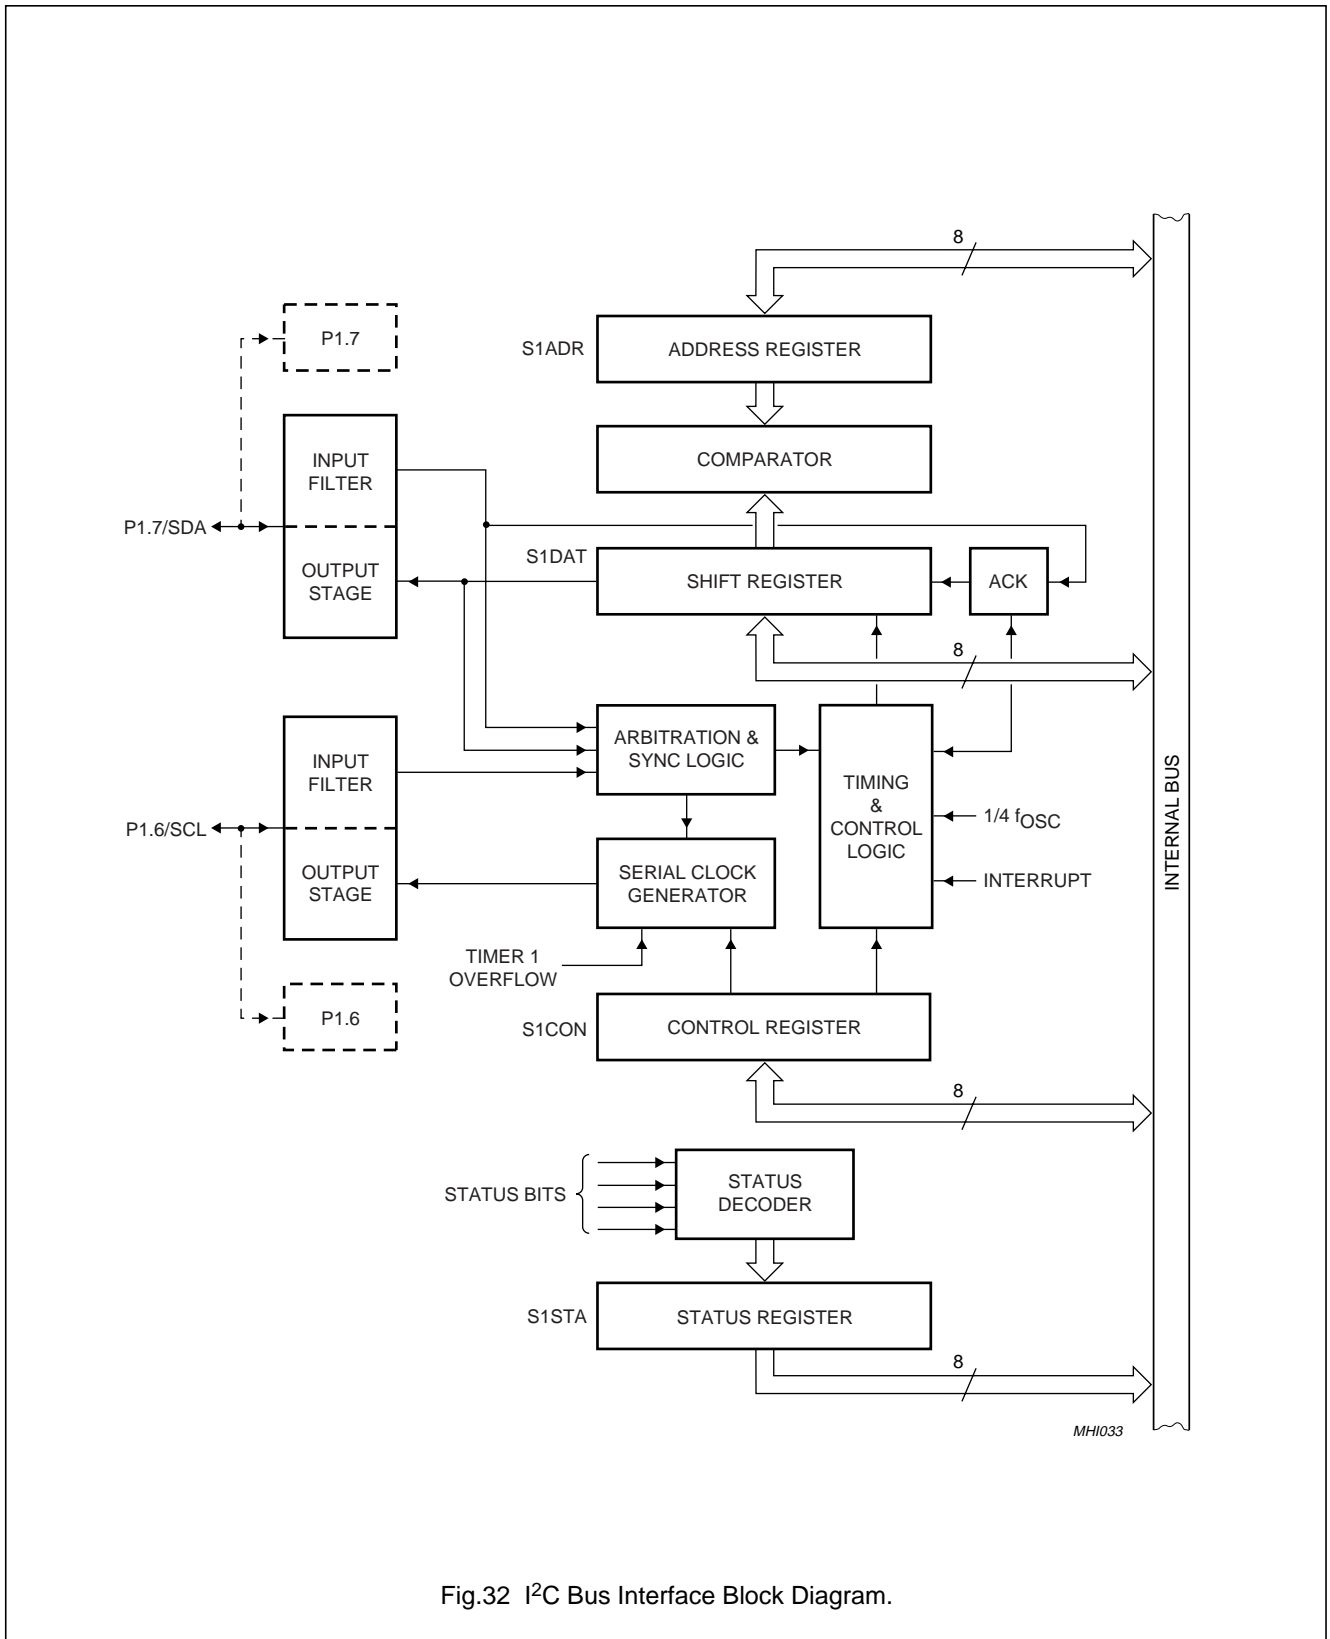 8
P1.7
S1ADR
ADDRESS REGISTER
INPUT
FILTER
COMPARATOR
P1.7/SDA
S1DAT
OUTPUT
STAGE
SHIFT REGISTER
ACK
8
INPUT
FILTER
ARBITRATION &
SYNC LOGIC
TIMING
&
CONTROL
LOGIC
1/4 fOSC
P1.6/SCL
OUTPUT
STAGE
SERIAL CLOCK
GENERATOR
INTERRUPT
INTERNAL BUS
TIMER 1
OVERFLOW
P1.6
S1CON
CONTROL REGISTER
8
STATUS BITS
STATUS
DECODER
S1STA
STATUS REGISTER
8
MHI033
Fig.32 I²C Bus Interface Block Diagram.